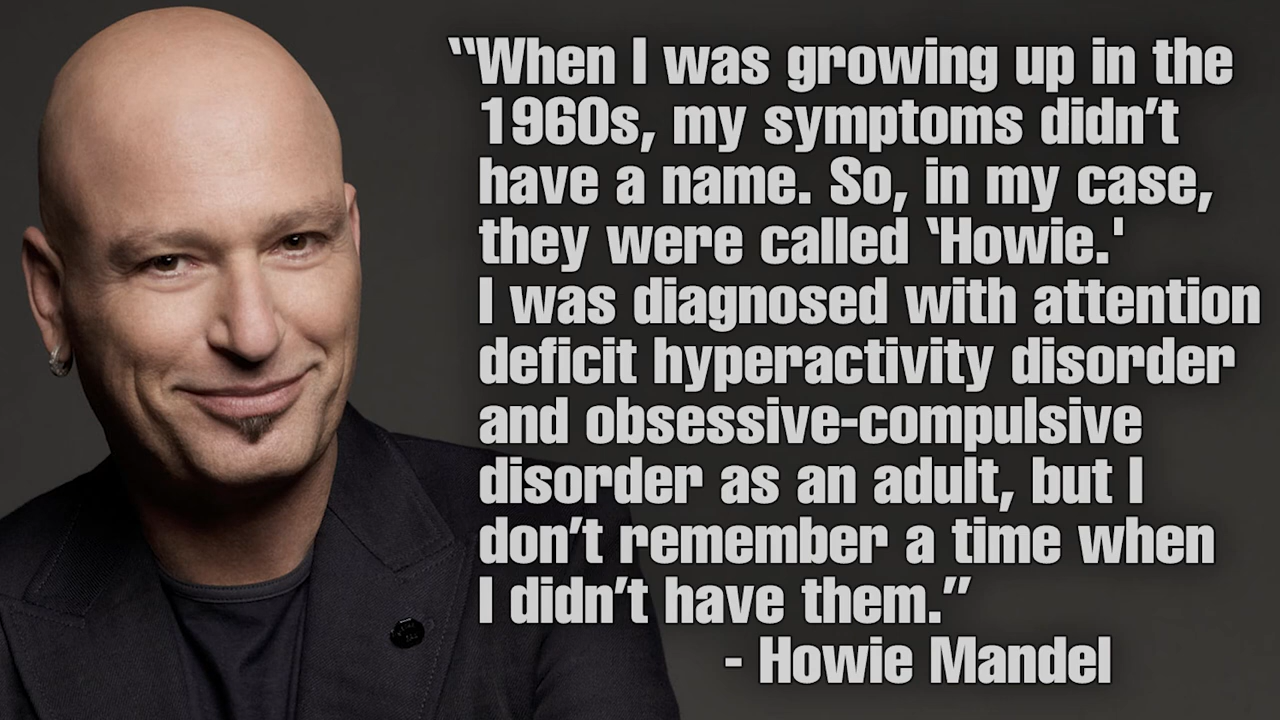 “When I was growing up in the
1960s, my symptoms didn’t
have a name. So, in my case,
they were called ‘Howie.'
I was diagnosed with attention
deficit hyperactivity disorder
and obsessive-compulsive
disorder as an adult, but I
don’t remember a time when
I didn’t have them.”
- Howie Mandel